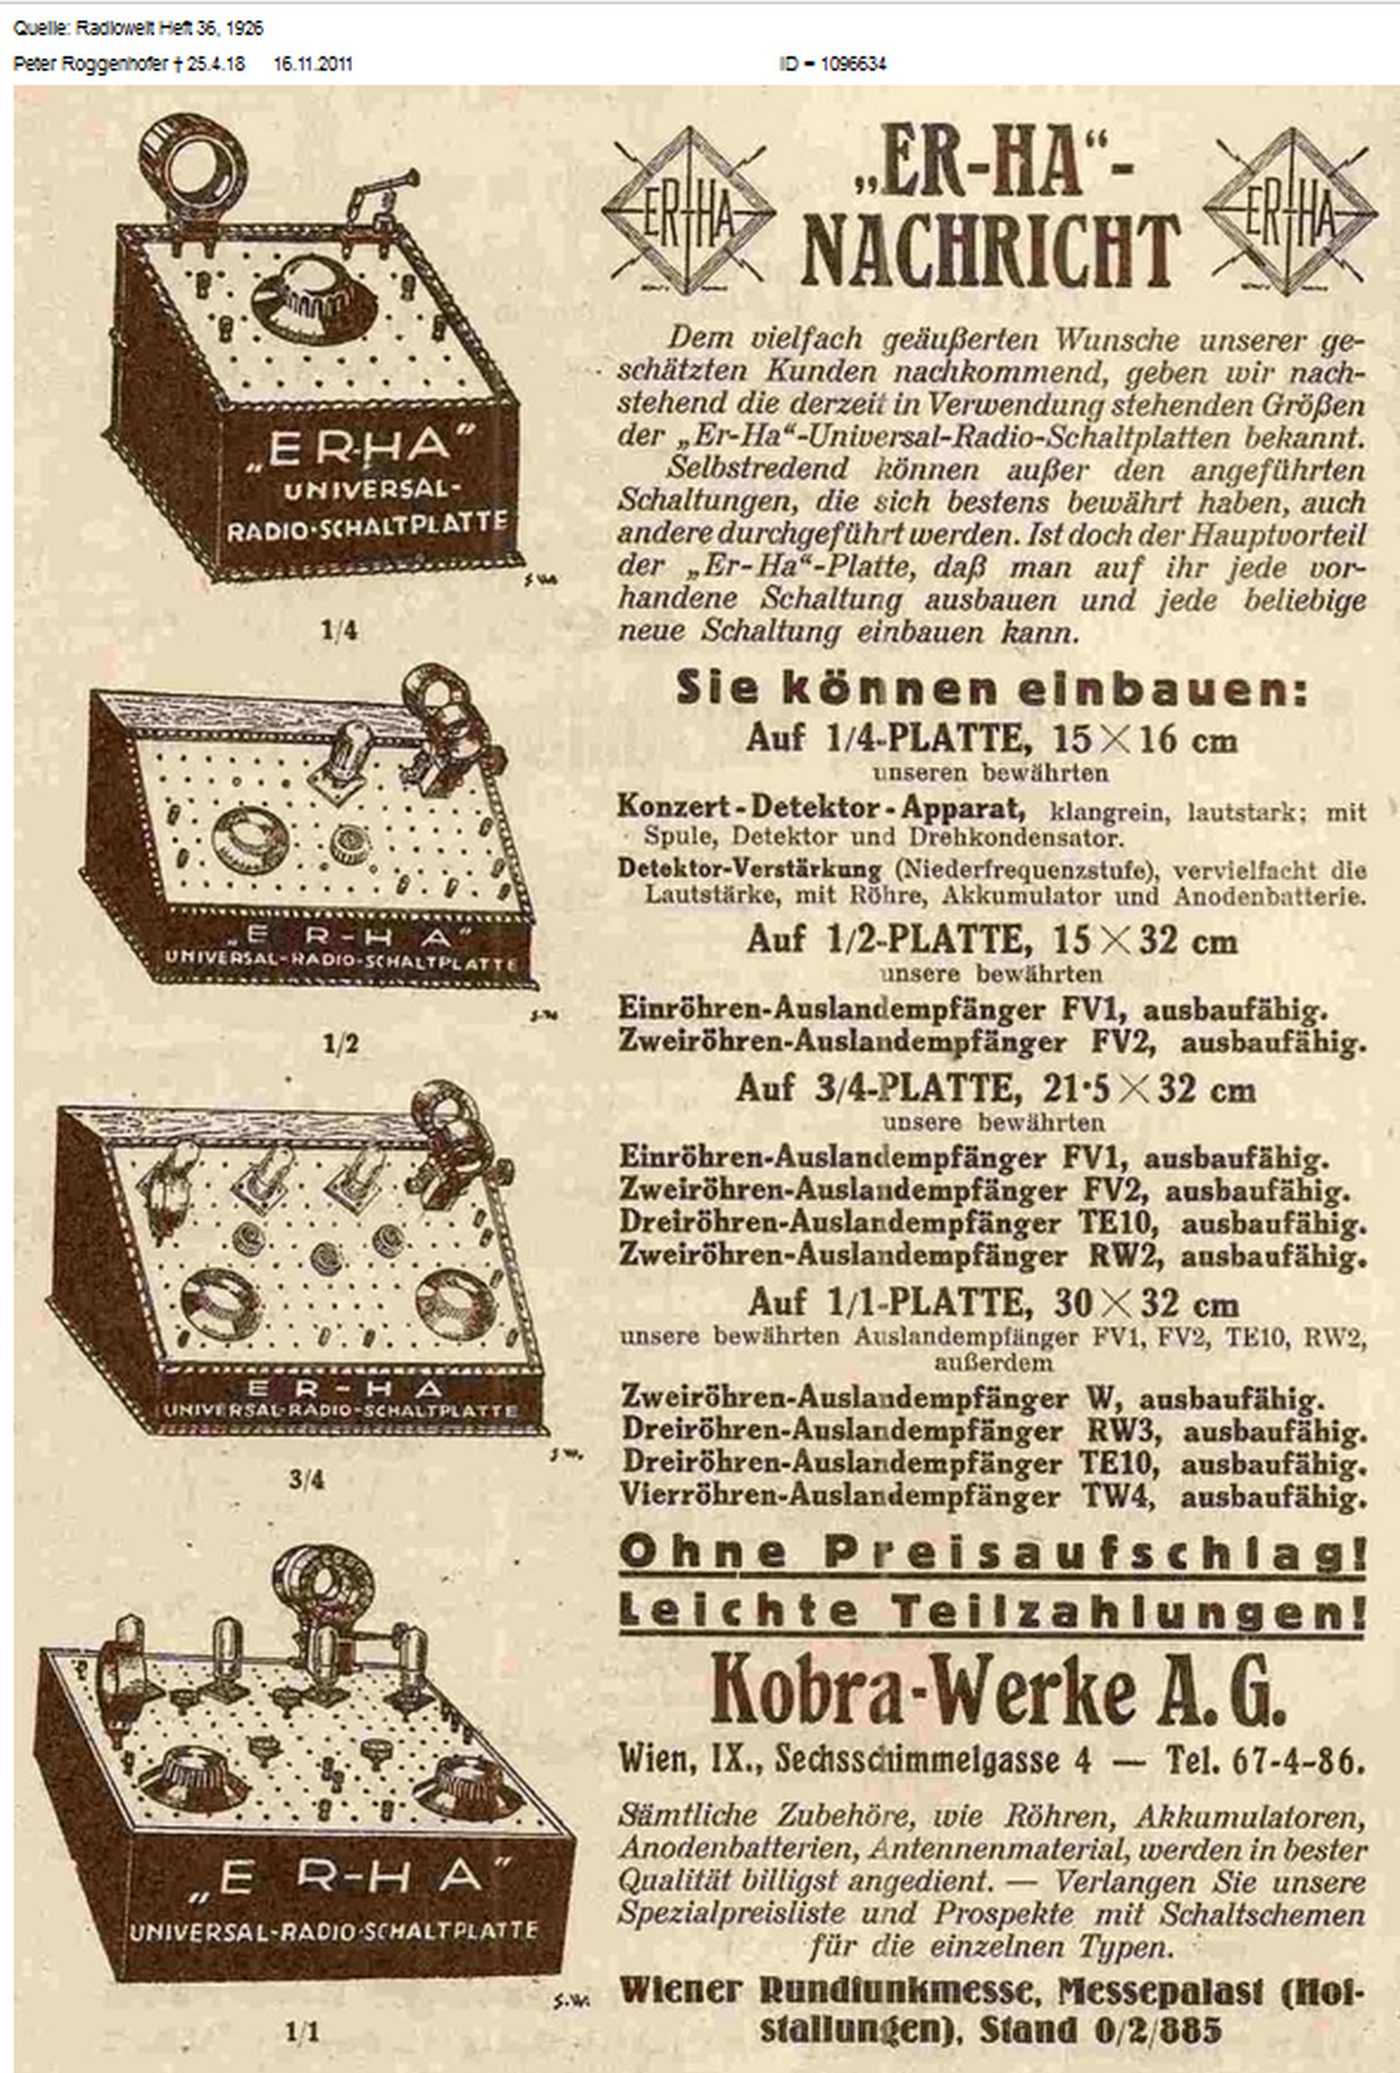 Quelle: Radiowelt Heft 36, 1926
Peter Roggenhofer † 25.4.18 16.11.2011 ID = 1096634
ER-HA
„ER-HA“-
NACHRICHT
ER-HA
Dem vielfach geäußerten Wunsche unserer ge-
schätzten Kunden nachkommend, geben wir nach-
stehend die derzeit in Verwendung stehenden Größen
der „Er-Ha“-Universal-Radio-Schaltplatten bekannt.
Selbstredend können außer den angeführten
Schaltungen, die sich bestens bewährt haben, auch
andere durchgeführt werden. Ist doch der Hauptvorteil
der „Er-Ha“-Platte, daß man auf ihr jede vor-
handene Schaltung ausbauen und jede beliebige
neue Schaltung einbauen kann.
„ER-HA“
UNIVERSAL-
RADIO-SCHALTPLATTE
S.W.
1/4
„ER-HA“
UNIVERSAL-RADIO-SCHALTPLATTE
S.W.
1/2
ER-HA
UNIVERSAL-RADIO-SCHALTPLATTE
S.W.
3/4
„ER-HA“
UNIVERSAL-RADIO-SCHALTPLATTE
S.W.
1/1
Sie können einbauen:
Auf 1/4-PLATTE, 15×16 cm
unseren bewährten
Konzert-Detektor-Apparat, klangrein, lautstark; mit
Spule, Detektor und Drehkondensator.
Detektor-Verstärkung (Niederfrequenzstufe), vervielfacht die
Lautstärke, mit Röhre, Akkumulator und Anodenbatterie.
Auf 1/2-PLATTE, 15×32 cm
unsere bewährten
Einröhren-Auslandempfänger FV1, ausbaufähig.
Zweiröhren-Auslandempfänger FV2, ausbaufähig.
Auf 3/4-PLATTE, 21·5×32 cm
unsere bewährten
Einröhren-Auslandempfänger FV1, ausbaufähig.
Zweiröhren-Auslandempfänger FV2, ausbaufähig.
Dreiröhren-Auslandempfänger TE10, ausbaufähig.
Zweiröhren-Auslandempfänger RW2, ausbaufähig.
Auf 1/1-PLATTE, 30×32 cm
unsere bewährten Auslandempfänger FV1, FV2, TE10, RW2,
außerdem
Zweiröhren-Auslandempfänger W, ausbaufähig.
Dreiröhren-Auslandempfänger RW3, ausbaufähig.
Dreiröhren-Auslandempfänger TE10, ausbaufähig.
Vierröhren-Auslandempfänger TW4, ausbaufähig.
Ohne Preisaufschlag!
Leichte Teilzahlungen!
Kobra-Werke A.G.
Wien, IX., Sechsschimmelgasse 4 — Tel. 67-4-86.
Sämtliche Zubehöre, wie Röhren, Akkumulatoren,
Anodenbatterien, Antennenmaterial, werden in bester
Qualität billigst angedient. — Verlangen Sie unsere
Spezialpreisliste und Prospekte mit Schaltschemen
für die einzelnen Typen.
Wiener Rundfunkmesse, Messepalast (Hof-
stallungen), Stand 0/2/885